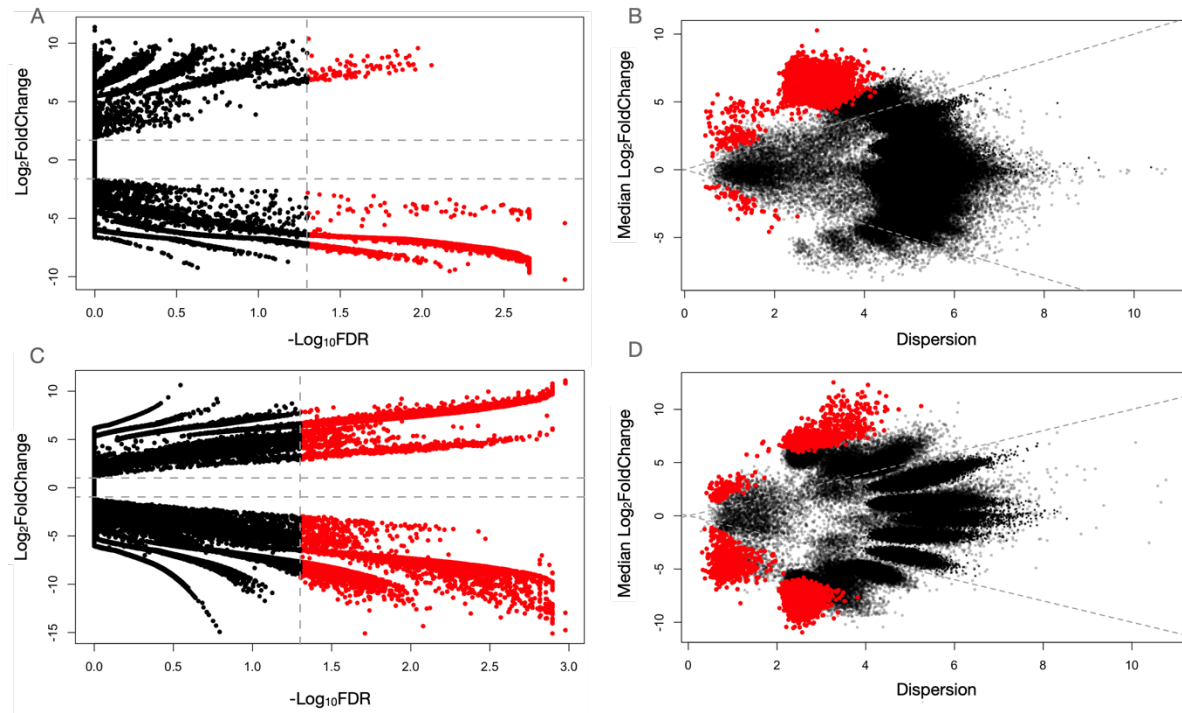 A
Log₂FoldChange
10
5
0
-5
-10
0.0 0.5 1.0 1.5 2.0 2.5
-Log₁₀FDR
B
Median Log₂FoldChange
10
5
0
-5
0 2 4 6 8 10
Dispersion
C
Log₂FoldChange
10
5
0
-5
-10
-15
0.0 0.5 1.0 1.5 2.0 2.5 3.0
-Log₁₀FDR
D
Median Log₂FoldChange
10
5
0
-5
-10
0 2 4 6 8 10
Dispersion